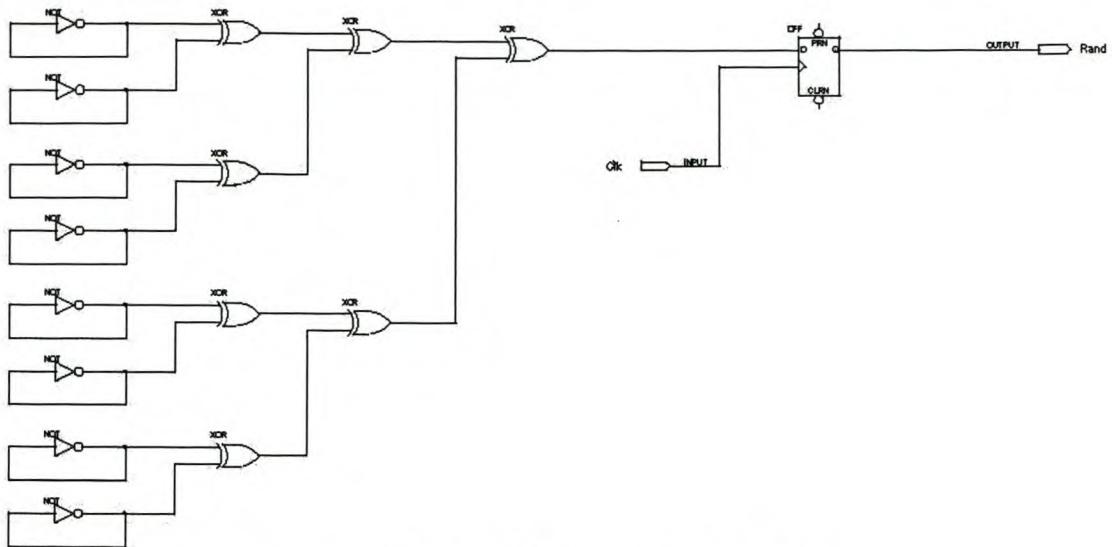 NOT
XOR
XOR
XOR
NOT
NOT
XOR
NOT
NOT
XOR
XOR
NOT
NOT
XOR
NOT
DFF
PRN
D
Q
CLRN
OUTPUT
Rand
Clk
INPUT